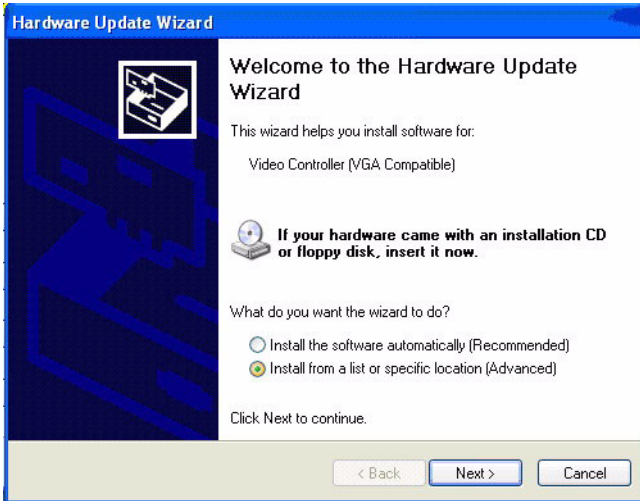 Hardware Update Wizard
Welcome to the Hardware Update
Wizard
This wizard helps you install software for:
Video Controller (VGA Compatible)
If your hardware came with an installation CD
or floppy disk, insert it now.
What do you want the wizard to do?
Install the software automatically (Recommended)
Install from a list or specific location (Advanced)
Click Next to continue.
< Back Next > Cancel